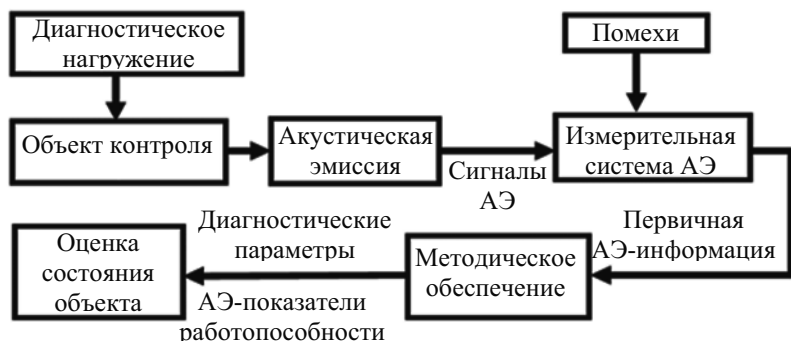 Диагностическое
нагружение
Помехи
Объект контроля
Акустическая
эмиссия
Сигналы
АЭ
Измерительная
система АЭ
Первичная
АЭ-информация
Методическое
обеспечение
Диагностические
параметры
АЭ-показатели
работопособности
Оценка
состояния
объекта